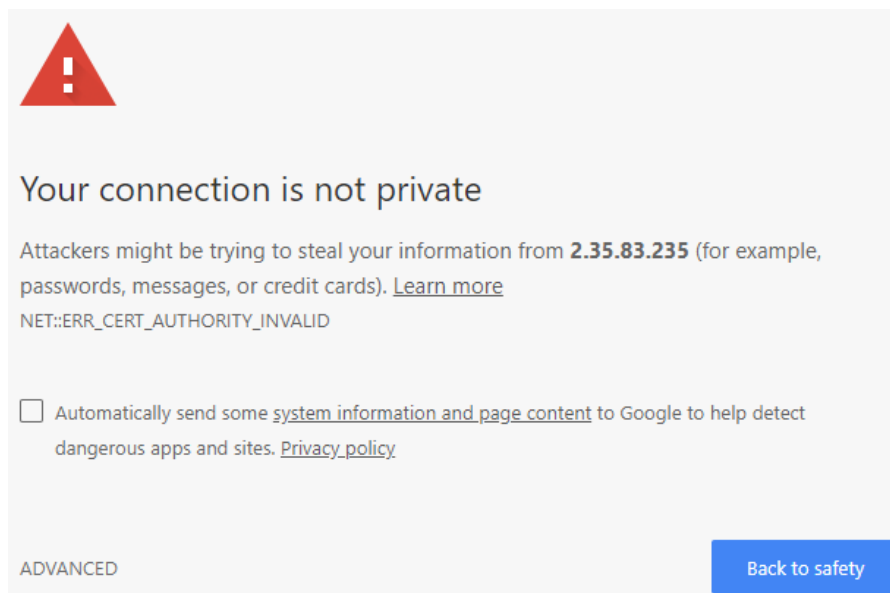 Your connection is not private
Attackers might be trying to steal your information from 2.35.83.235 (for example,
passwords, messages, or credit cards). Learn more
NET::ERR_CERT_AUTHORITY_INVALID
Automatically send some system information and page content to Google to help detect
dangerous apps and sites. Privacy policy
ADVANCED
Back to safety